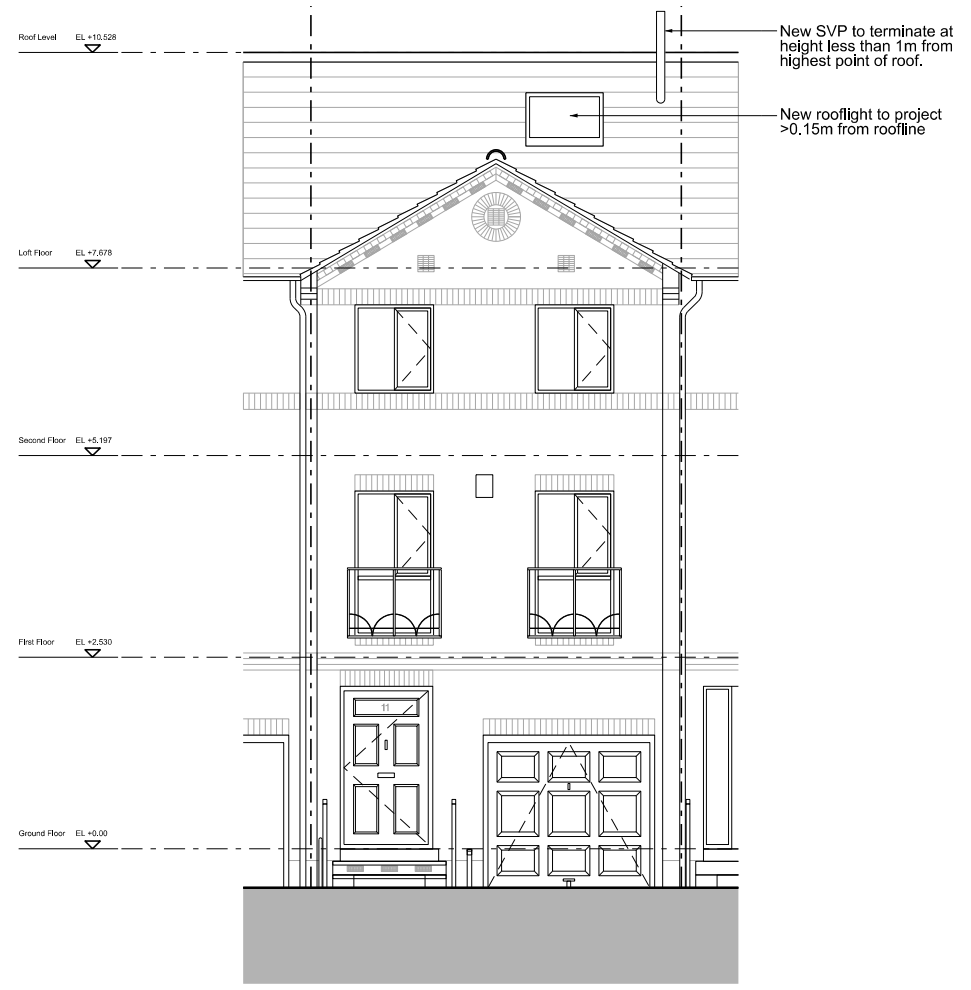 Roof Level EL +10.528
New SVP to terminate at
height less than 1m from
highest point of roof.
New rooflight to project
>0.15m from roofline
Loft Floor EL +7,678
Second Floor EL +5.197
First Floor EL +2,530
11
Ground Floor EL +0.00